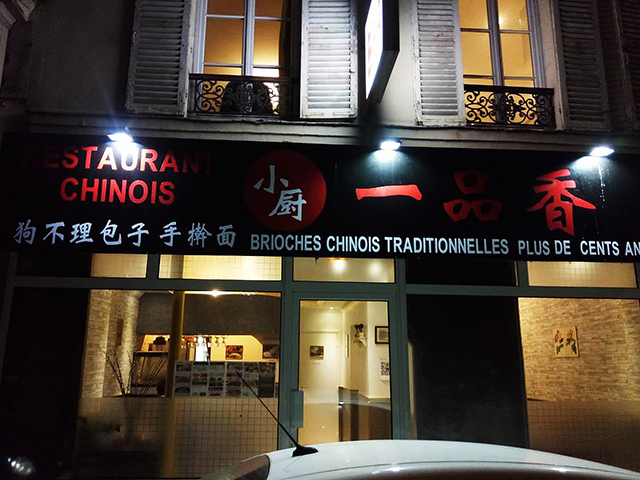 RESTAURANT
CHINOIS
小厨
一品香
狗不理包子手擀面
BRIOCHES CHINOIS TRADITIONNELLES PLUS DE CENTS AN